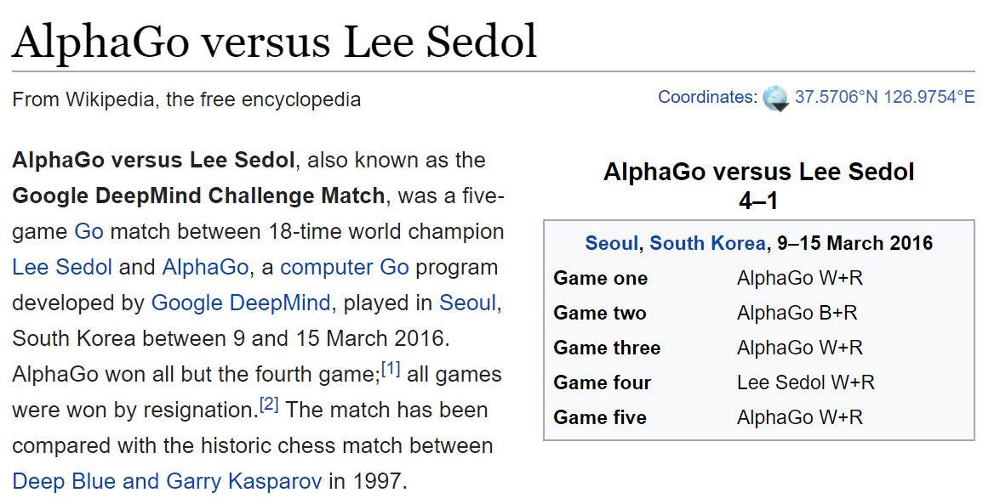 AlphaGo versus Lee Sedol
From Wikipedia, the free encyclopedia
Coordinates: 37.5706°N 126.9754°E
AlphaGo versus Lee Sedol, also known as the
Google DeepMind Challenge Match, was a five-
game Go match between 18-time world champion
Lee Sedol and AlphaGo, a computer Go program
developed by Google DeepMind, played in Seoul,
South Korea between 9 and 15 March 2016.
AlphaGo won all but the fourth game;[1] all games
were won by resignation.[2] The match has been
compared with the historic chess match between
Deep Blue and Garry Kasparov in 1997.
AlphaGo versus Lee Sedol
4–1
Seoul, South Korea, 9–15 March 2016
Game one AlphaGo W+R
Game two AlphaGo B+R
Game three AlphaGo W+R
Game four Lee Sedol W+R
Game five AlphaGo W+R